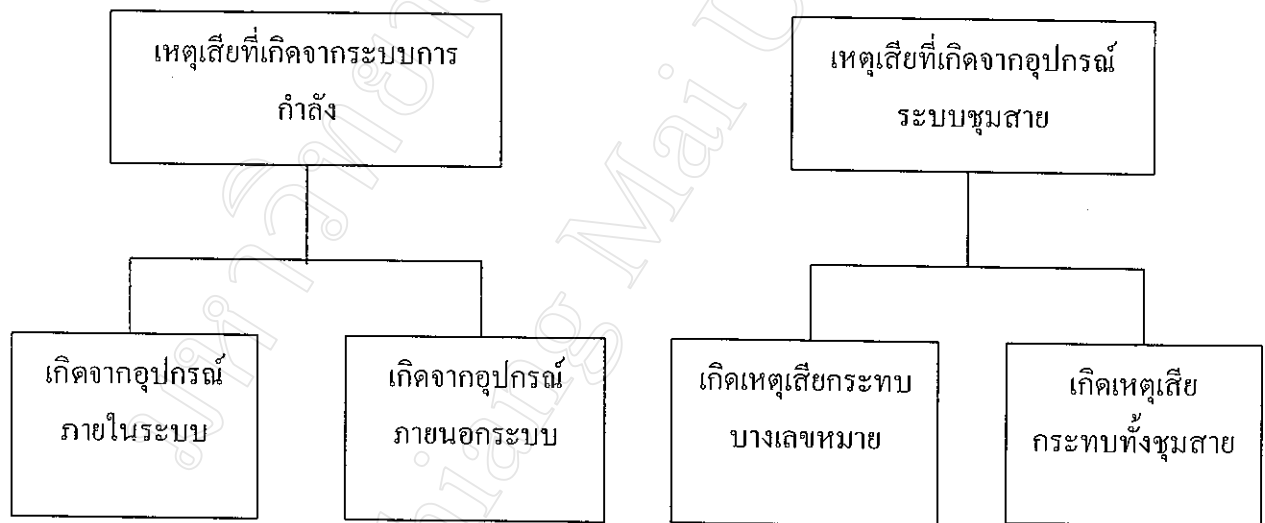 เหตุเสียที่เกิดจากระบบการ
กำลัง
เหตุเสียที่เกิดจากอุปกรณ์
ระบบชุมสาย
เกิดจากอุปกรณ์
ภายในระบบ
เกิดจากอุปกรณ์
ภายนอกระบบ
เกิดเหตุเสียกระทบ
บางเลขหมาย
เกิดเหตุเสีย
กระทบทั้งชุมสาย
Chiang Mai U